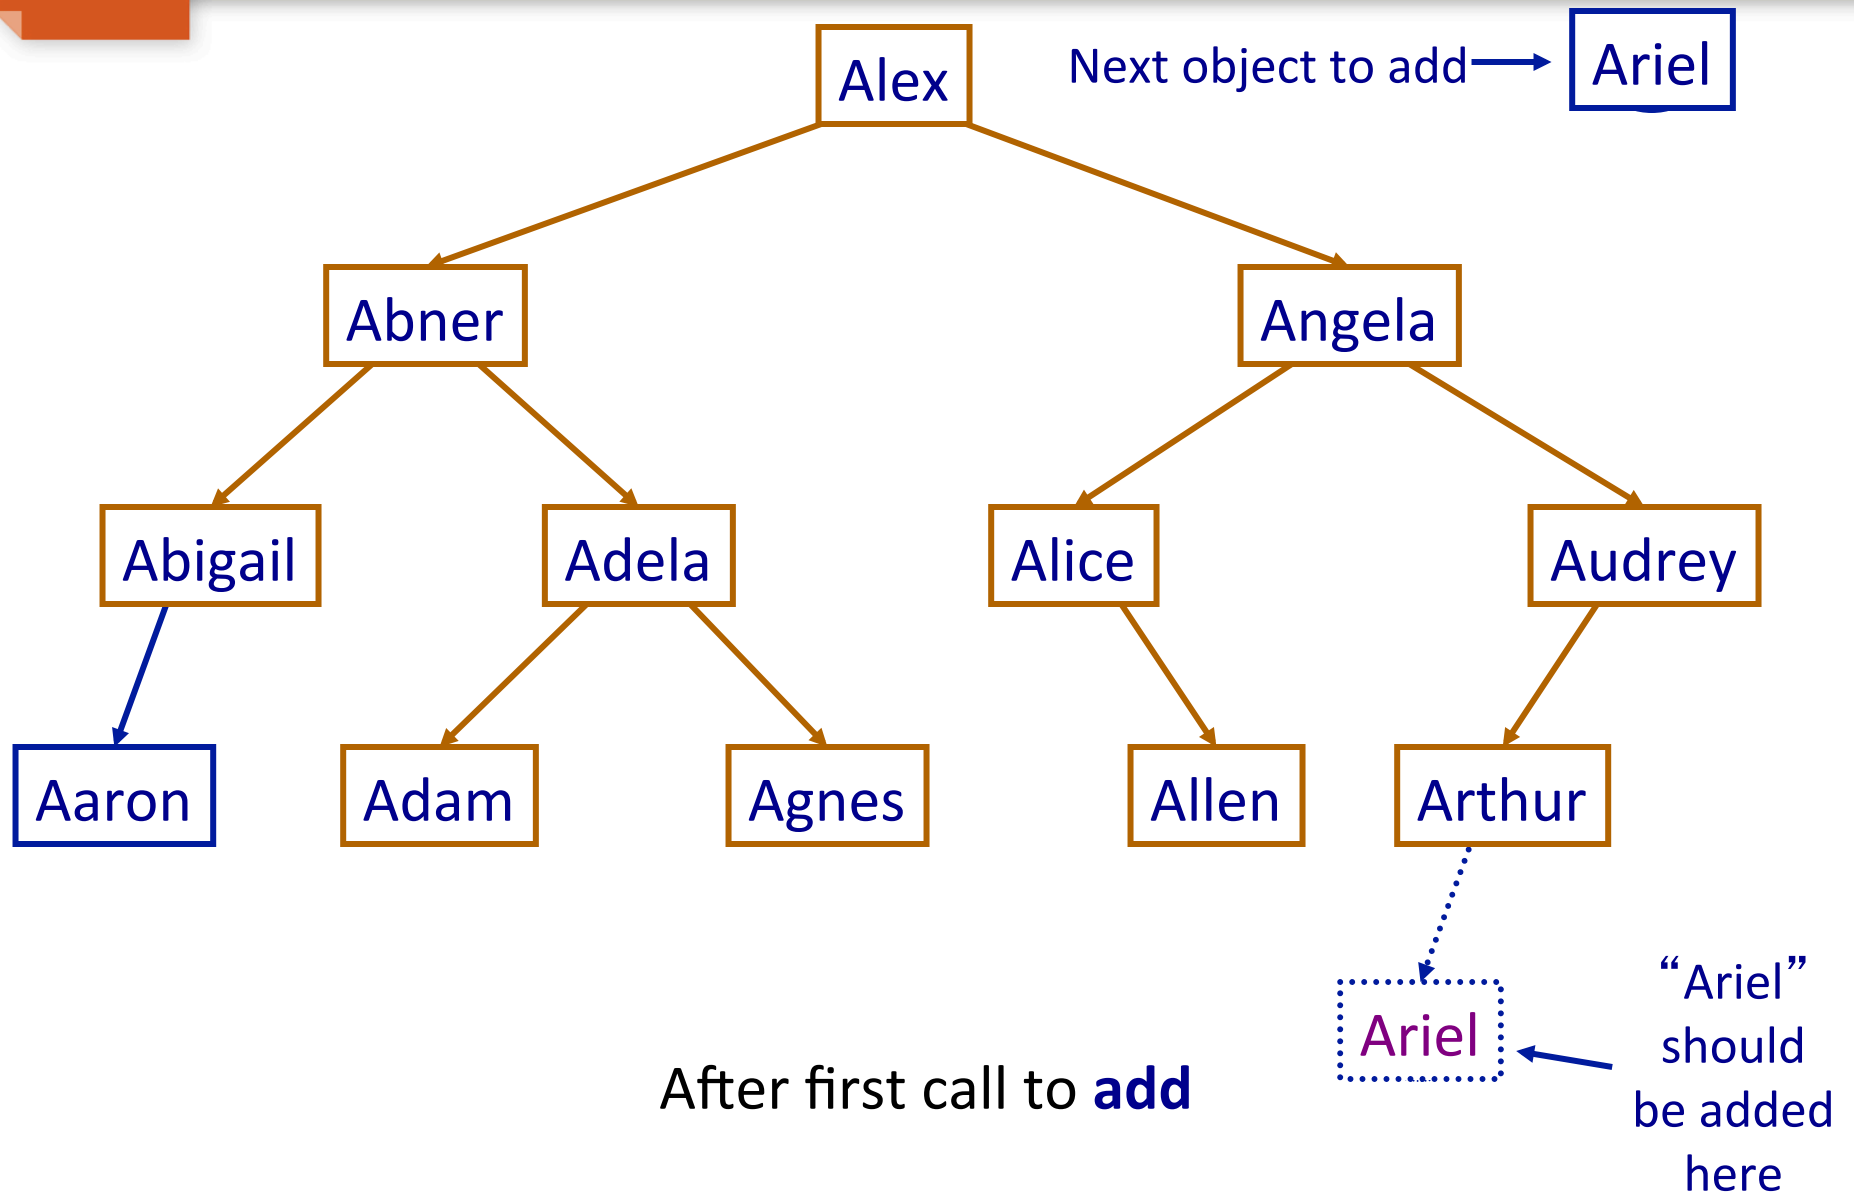 Alex
Next object to add
Ariel
Abner
Angela
Abigail
Adela
Alice
Audrey
Aaron
Adam
Agnes
Allen
Arthur
Ariel
“Ariel”
should
be added
here
After first call to add